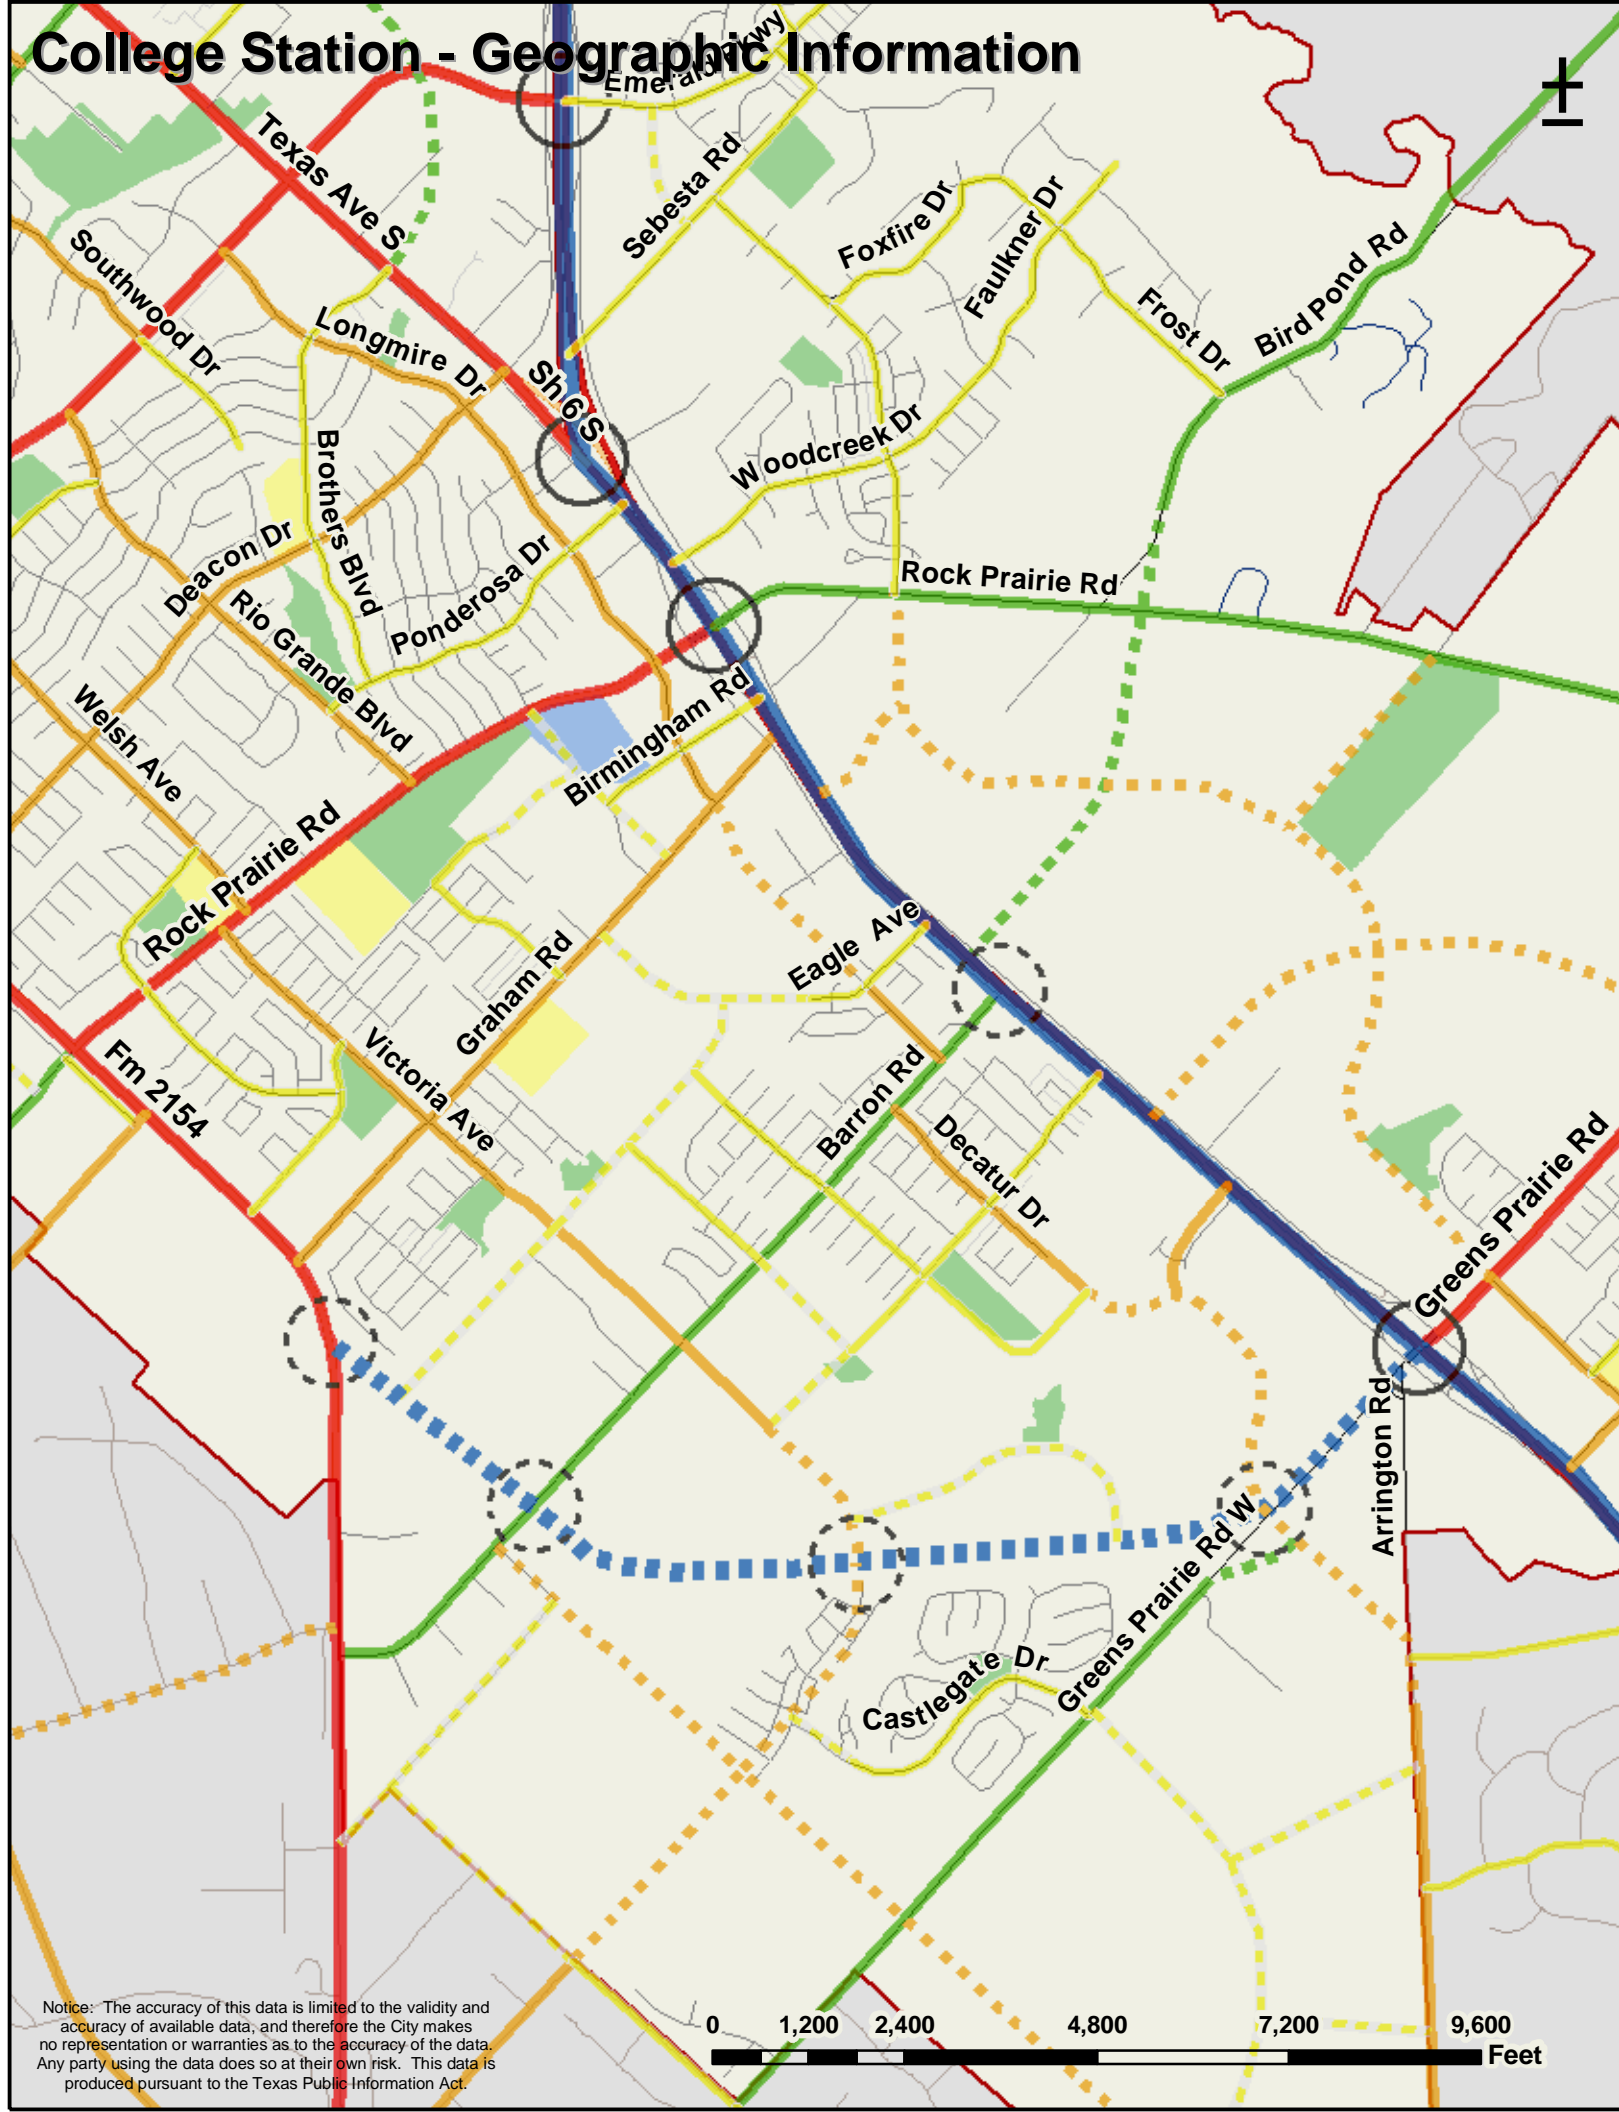 College Station - Geographic Information
Emerald Pkwy
Texas Ave S
Sebesta Rd
Foxfire Dr
Faulkner Dr
Southwood Dr
Bird Pond Rd
Longmire Dr
Frost Dr
Sh 6 S
Woodcreek Dr
Brothers Blvd
Deacon Dr
Ponderosa Dr
Rock Prairie Rd
Rio Grande Blvd
Welsh Ave
Birmingham Rd
Rock Prairie Rd
Eagle Ave
Graham Rd
Fm 2154
Victoria Ave
Barron Rd
Decatur Dr
Greens Prairie Rd
Arrington Rd
Greens Prairie Rd W
Castlegate Dr
Notice: The accuracy of this data is limited to the validity and
accuracy of available data, and therefore the City makes
no representation or warranties as to the accuracy of the data.
Any party using the data does so at their own risk. This data is
produced pursuant to the Texas Public Information Act.
0 1,200 2,400 4,800 7,200 9,600
Feet